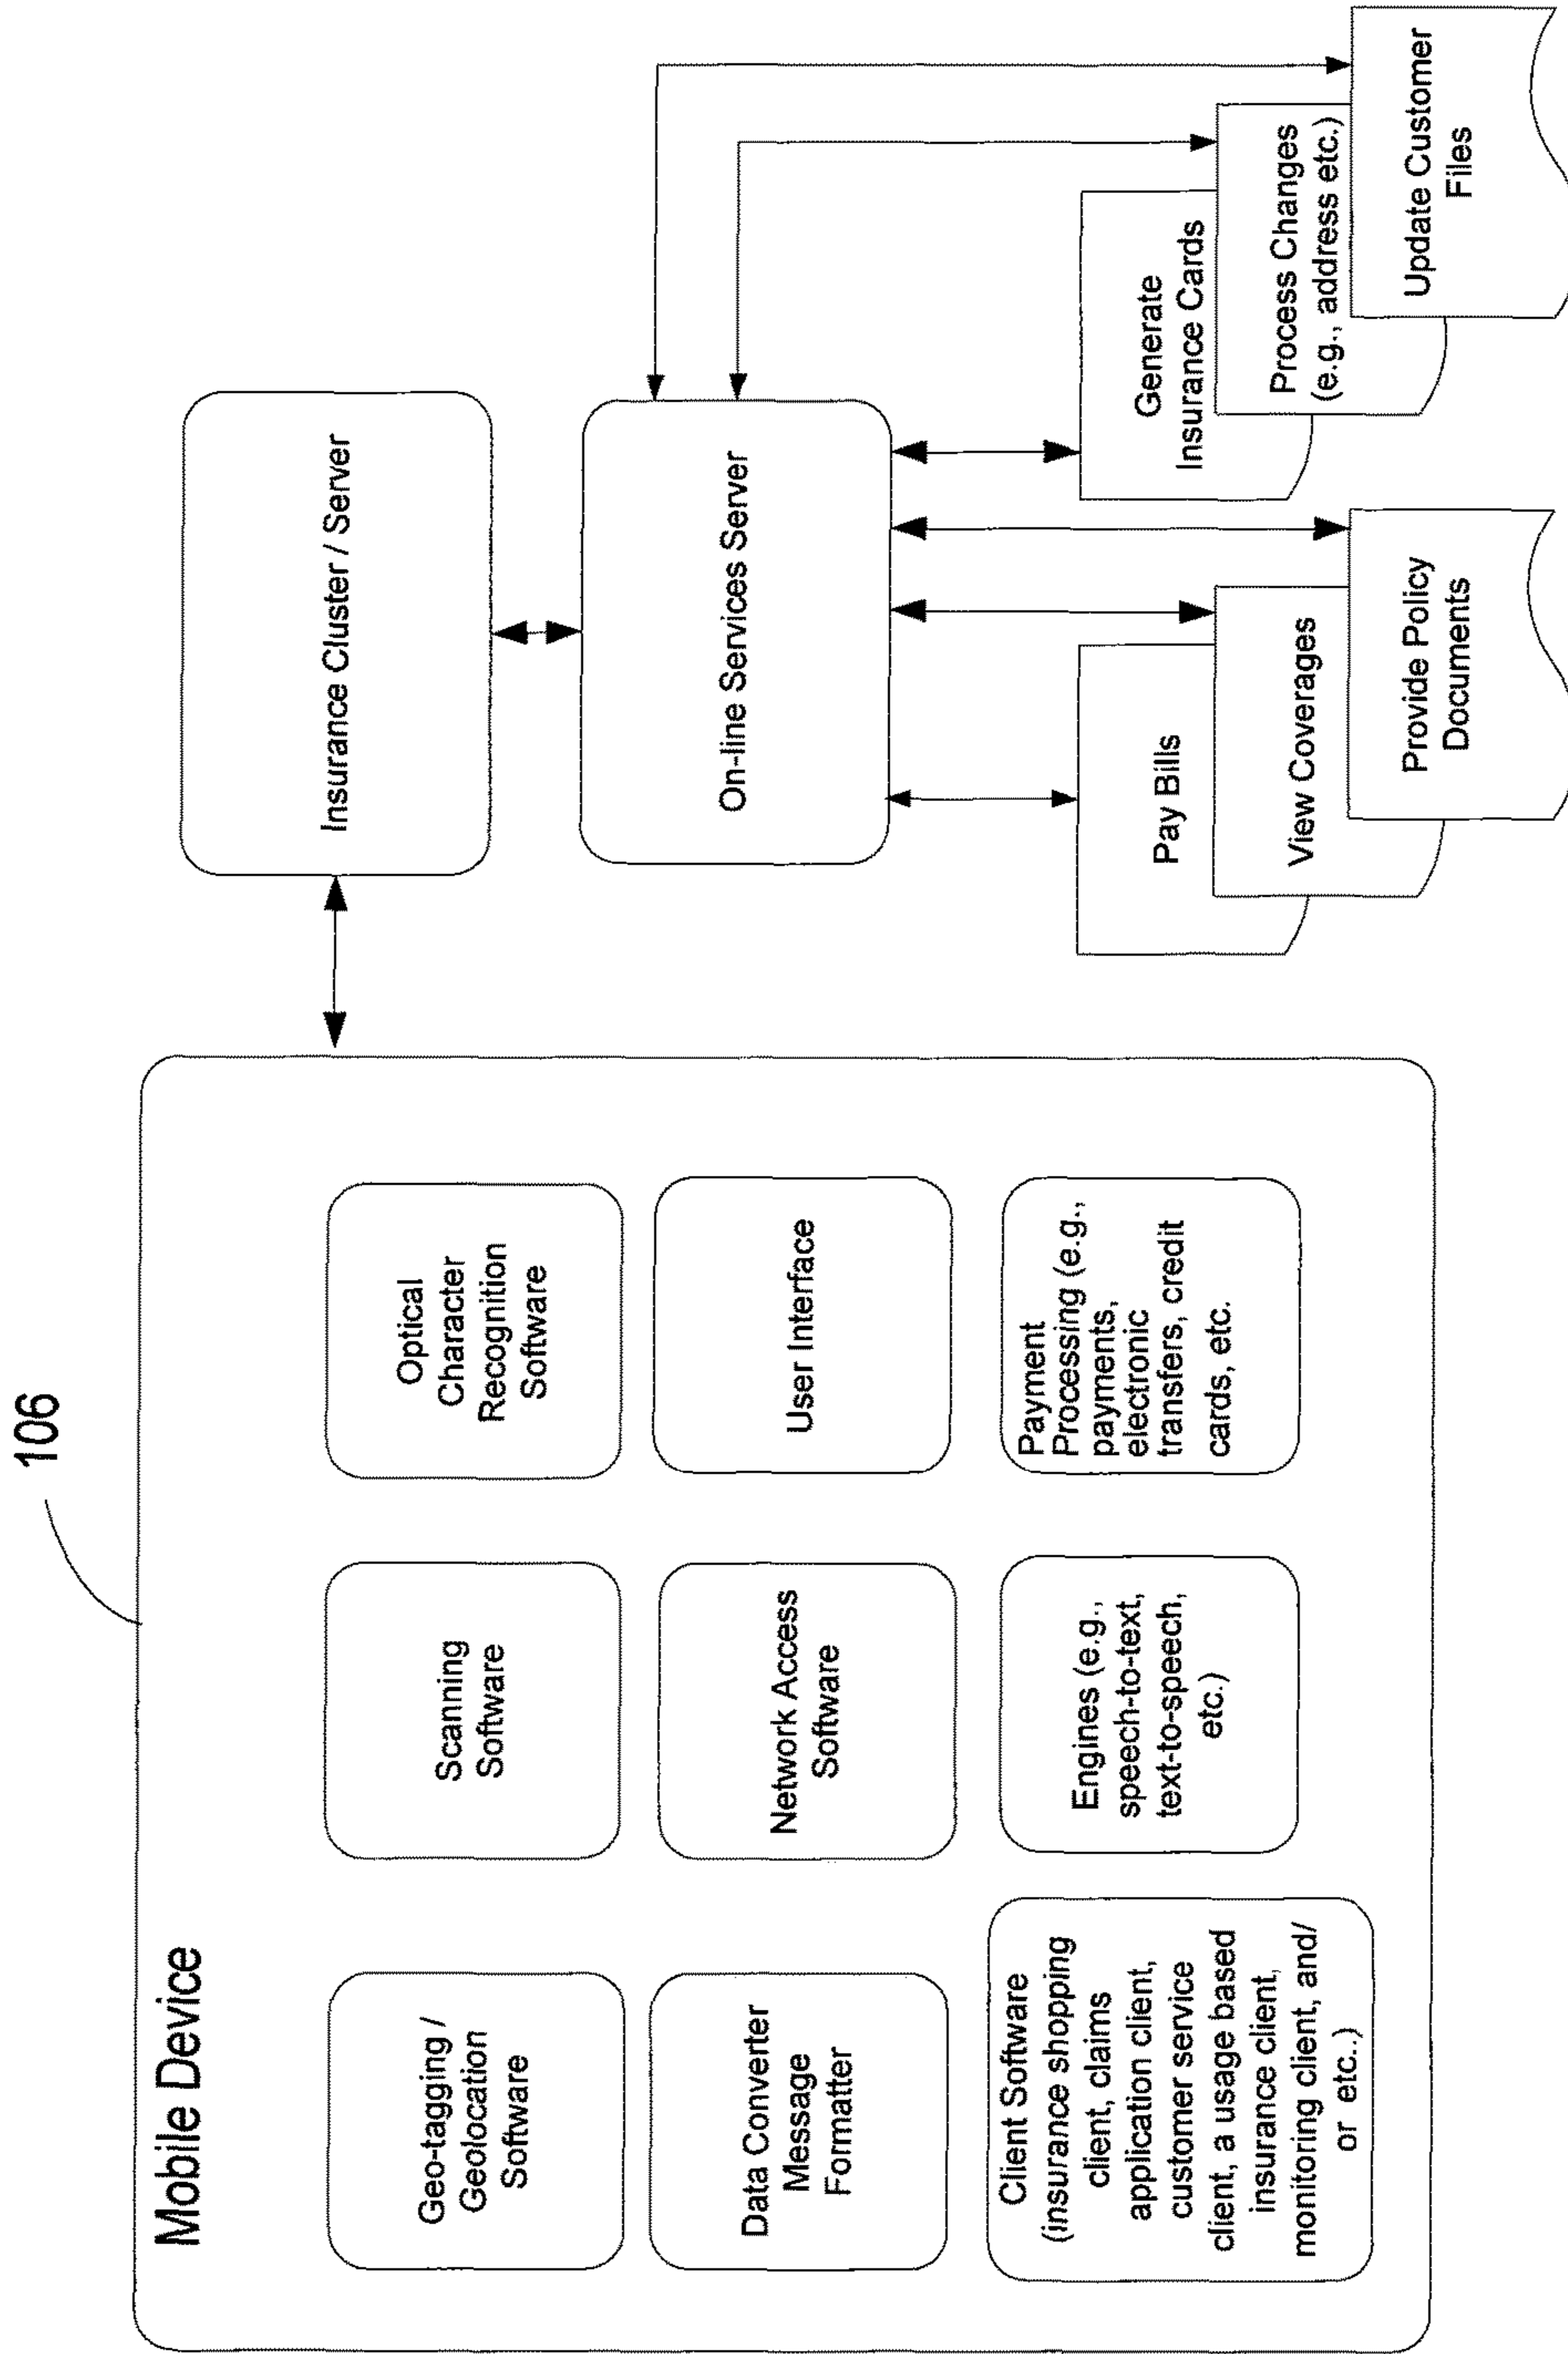 106
Mobile Device
Geo-tagging /
Geolocation
Software
Scanning
Software
Optical
Character
Recognition
Software
Data Converter
Message
Formatter
Network Access
Software
User Interface
Client Software
(insurance shopping
client, claims
application client,
customer service
client, a usage based
insurance client,
monitoring client, and/
or etc..)
Engines (e.g.,
speech-to-text,
text-to-speech,
etc.)
Payment
Processing (e.g.,
payments,
electronic
transfers, credit
cards, etc.
Insurance Cluster / Server
On-line Services Server
Pay Bills
View Coverages
Provide Policy
Documents
Generate
Insurance Cards
Process Changes
(e.g., address etc.)
Update Customer
Files